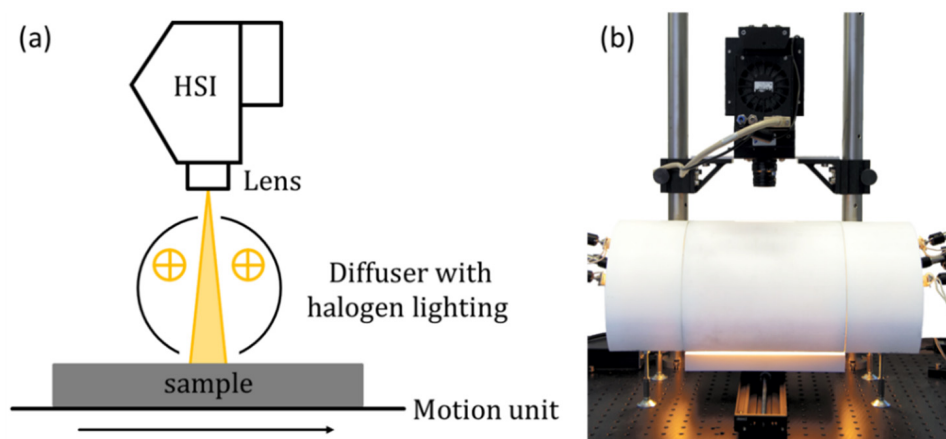 (a)
HSI
Lens
Diffuser with
halogen lighting
sample
Motion unit
(b)